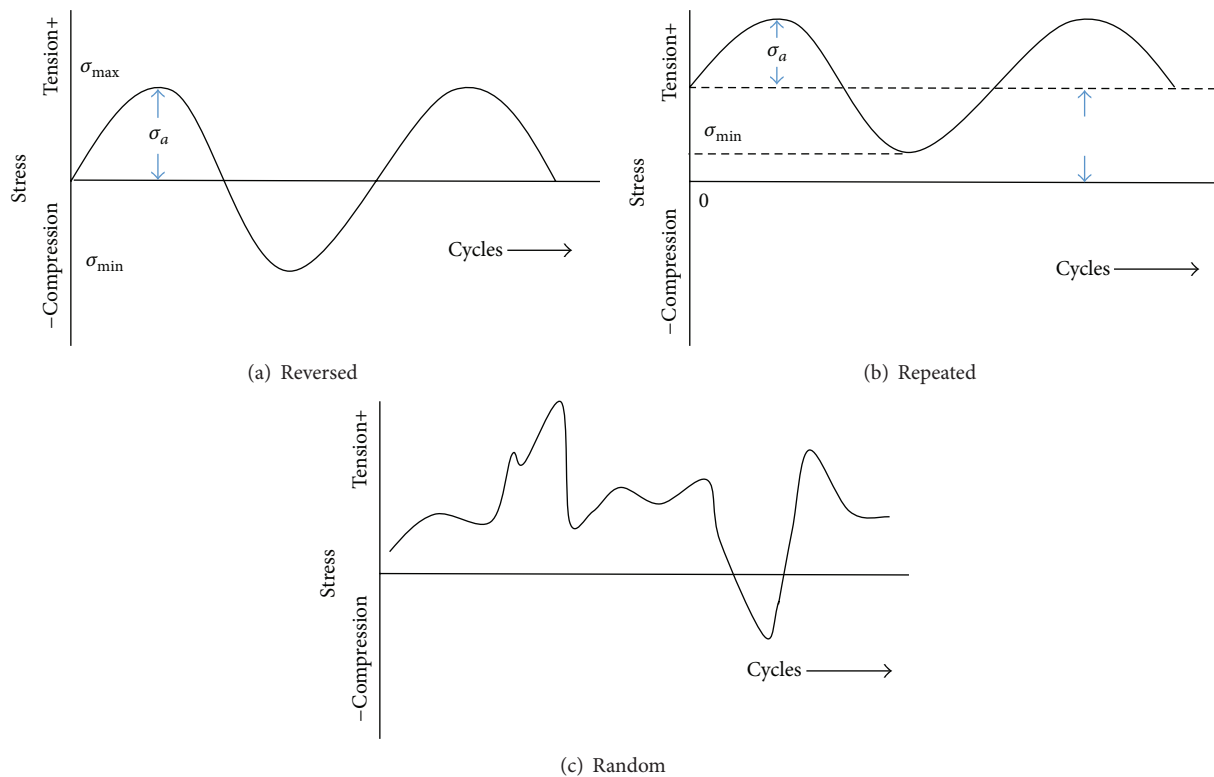 Tension+
σmax
σa
Stress
−Compression
σmin
Cycles
(a) Reversed
Tension+
σa
σmin
Stress
0
−Compression
Cycles
(b) Repeated
Tension+
Stress
−Compression
Cycles
(c) Random